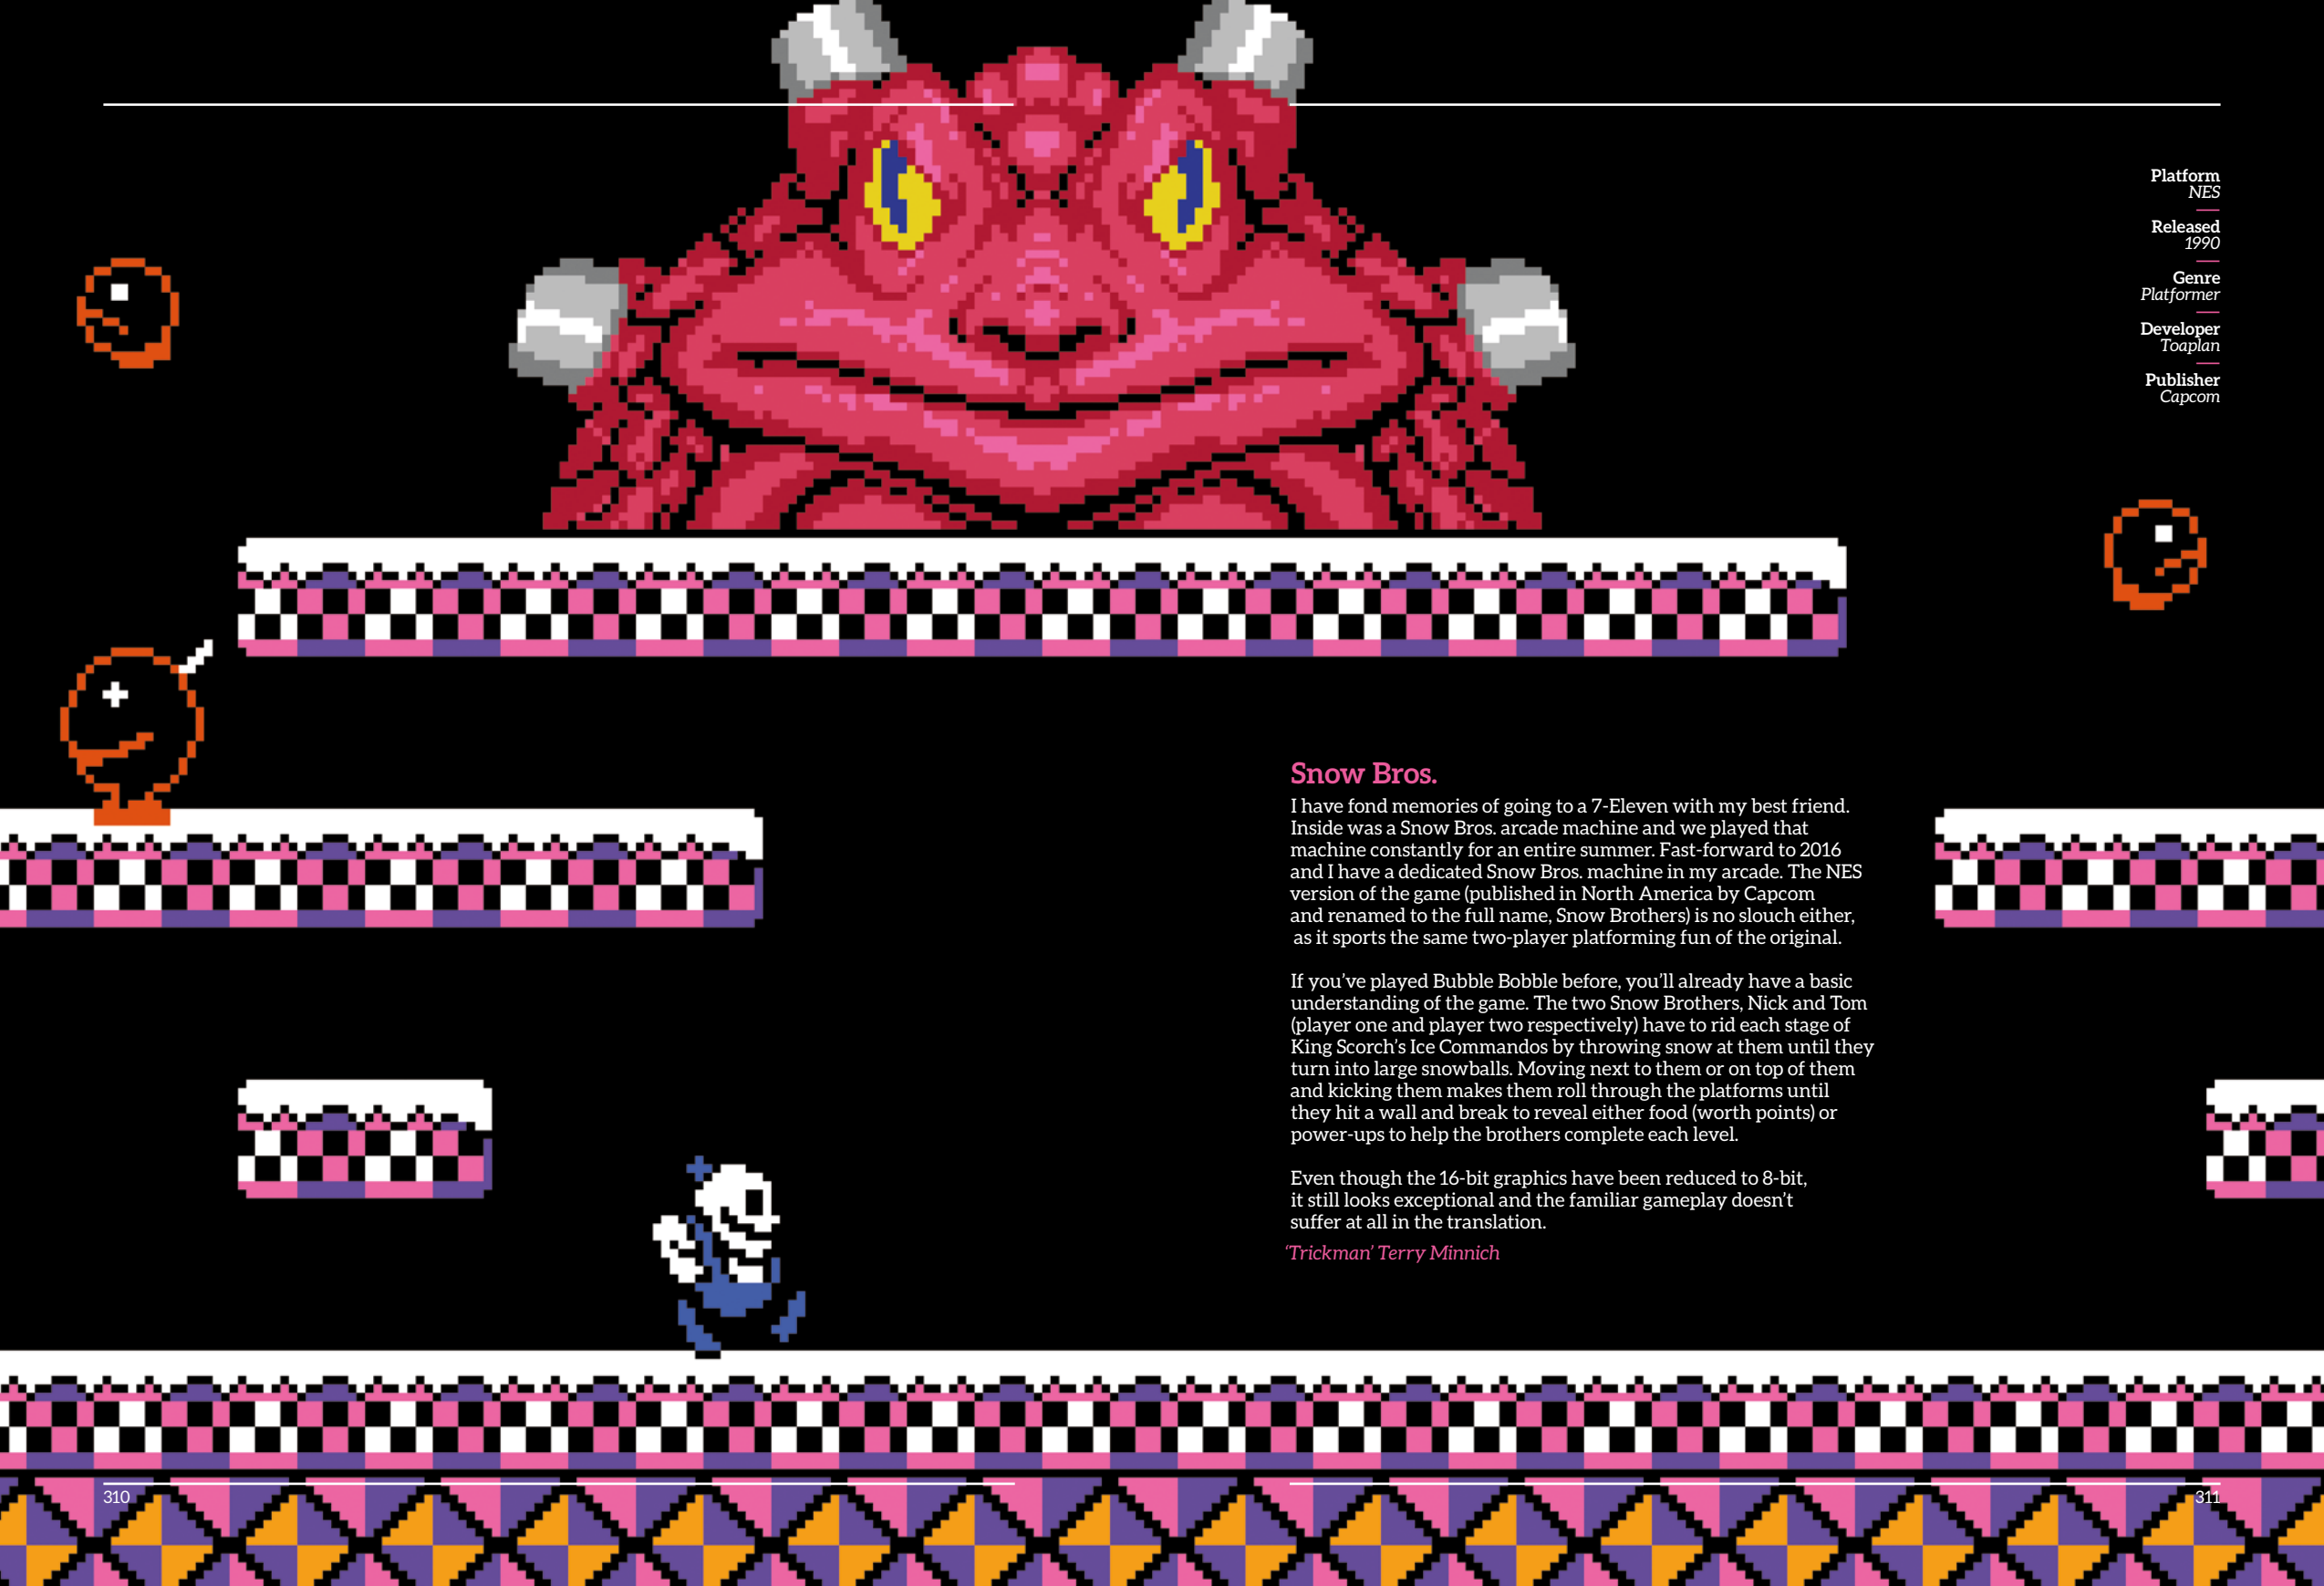 Platform
NES
Released
1990
Genre
Platformer
Developer
Toaplan
Publisher
Capcom
Snow Bros.
I have fond memories of going to a 7-Eleven with my best friend.
Inside was a Snow Bros. arcade machine and we played that
machine constantly for an entire summer. Fast-forward to 2016
and I have a dedicated Snow Bros. machine in my arcade. The NES
version of the game (published in North America by Capcom
and renamed to the full name, Snow Brothers) is no slouch either,
as it sports the same two-player platforming fun of the original.
If you’ve played Bubble Bobble before, you’ll already have a basic
understanding of the game. The two Snow Brothers, Nick and Tom
(player one and player two respectively) have to rid each stage of
King Scorch’s Ice Commandos by throwing snow at them until they
turn into large snowballs. Moving next to them or on top of them
and kicking them makes them roll through the platforms until
they hit a wall and break to reveal either food (worth points) or
power-ups to help the brothers complete each level.
Even though the 16-bit graphics have been reduced to 8-bit,
it still looks exceptional and the familiar gameplay doesn’t
suffer at all in the translation.
‘Trickman’ Terry Minnich
310
311